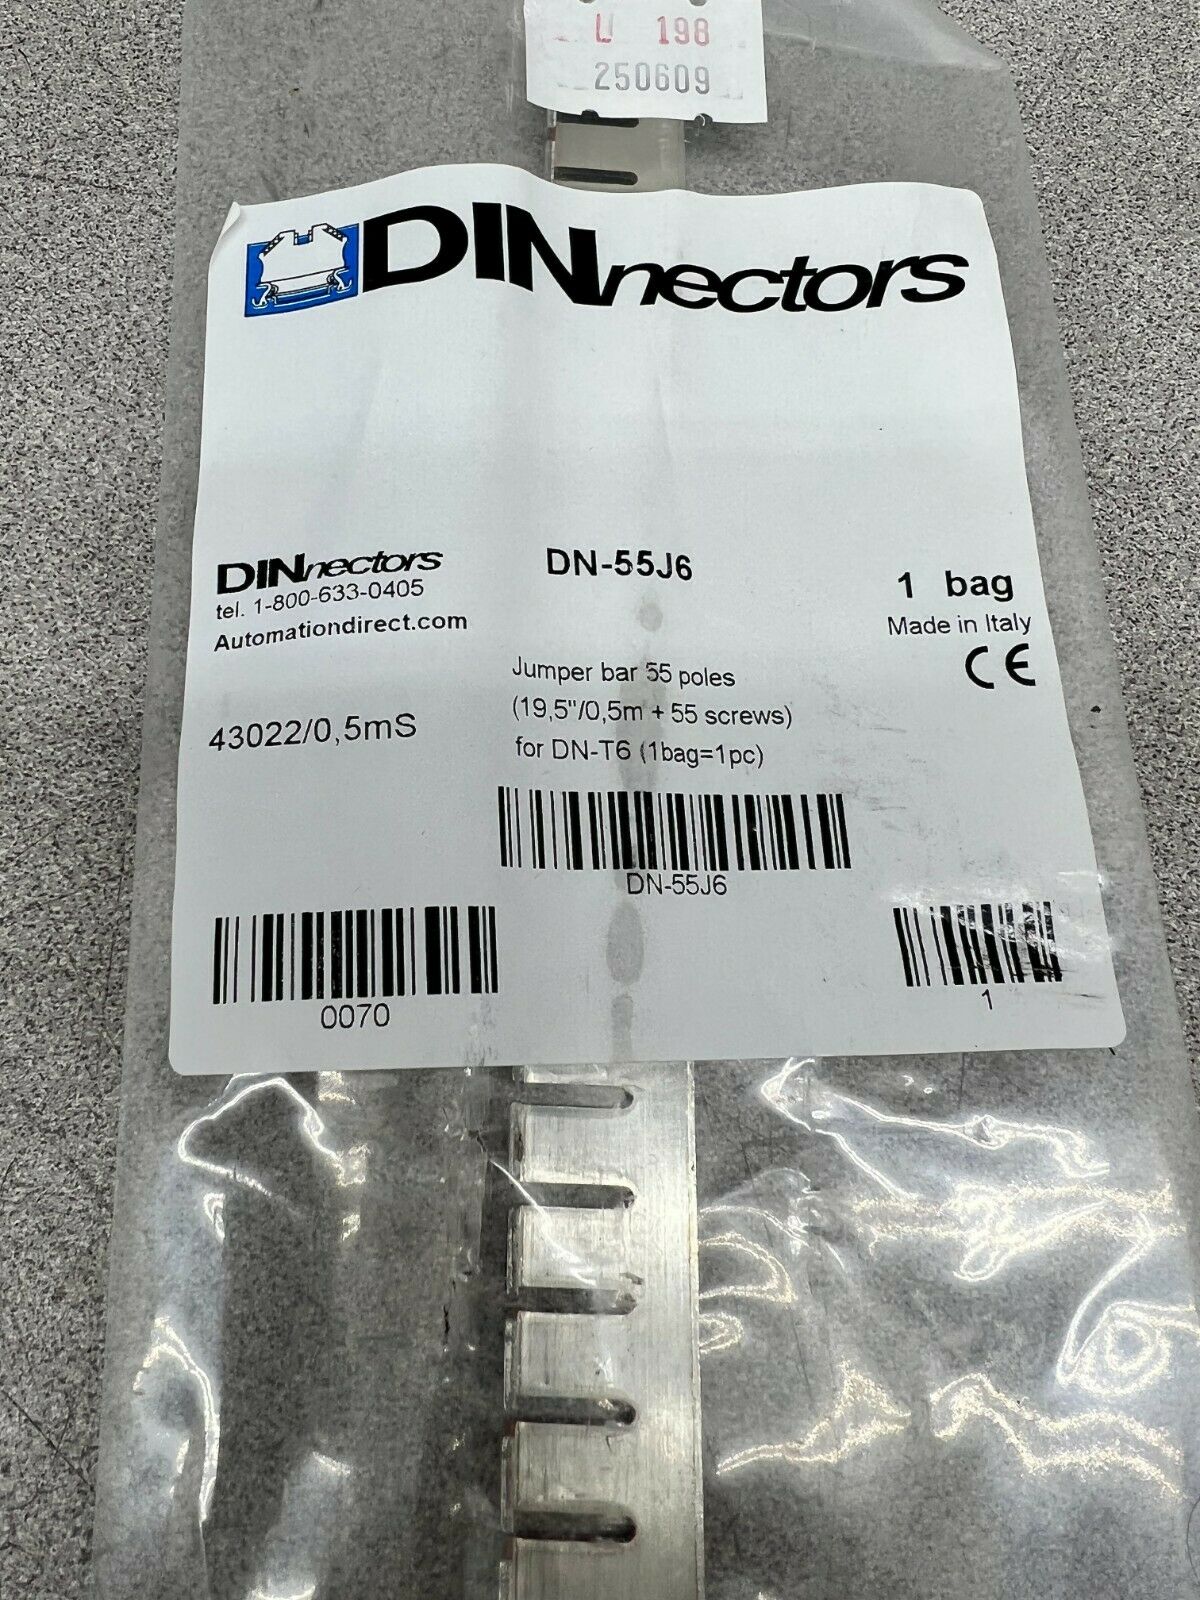 U 198
250609
DINnectors
DINnectors
tel. 1-800-633-0405
Automationdirect.com
DN-55J6
1 bag
Made in Italy
CE
43022/0,5mS
Jumper bar 55 poles
(19,5"/0,5m + 55 screws)
for DN-T6 (1bag=1pc)
DN-55J6
0070
1